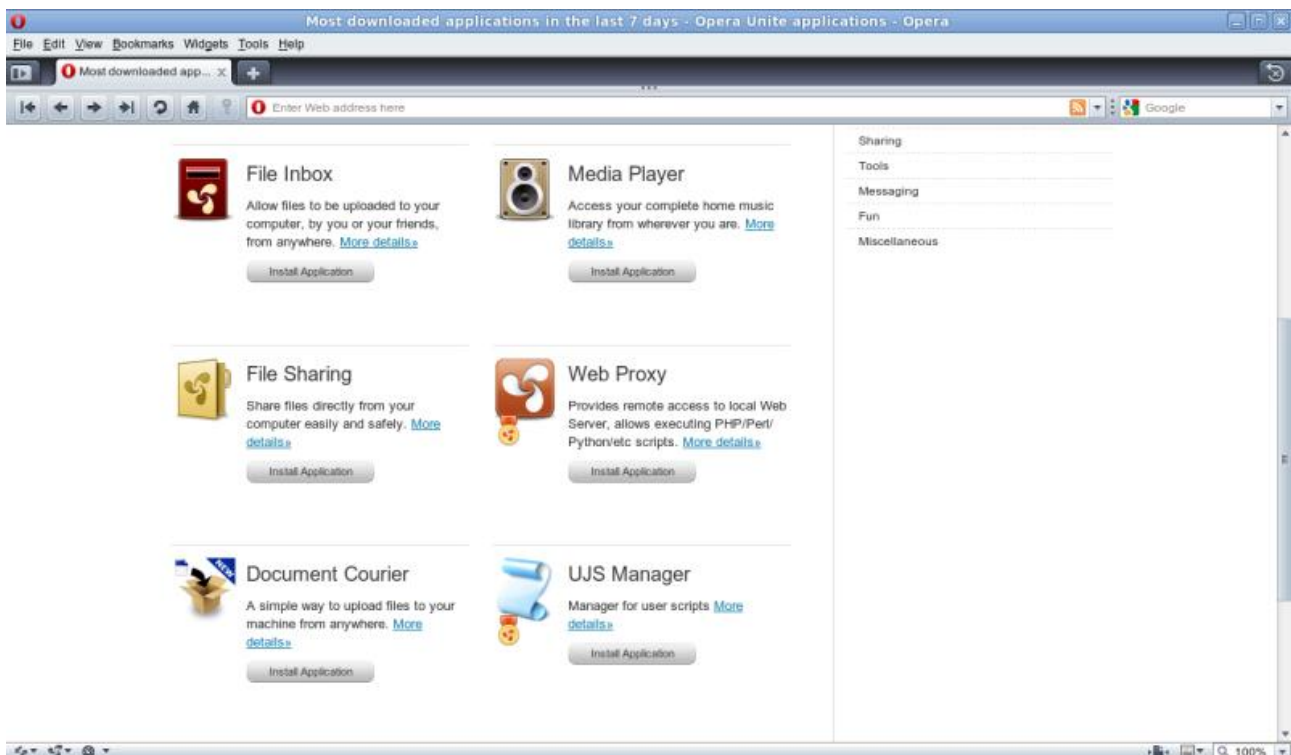 Most downloaded applications in the last 7 days - Opera Unite applications - Opera
File Edit View Bookmarks Widgets Tools Help
Most downloaded app...
Enter Web address here
Google
File Inbox
Allow files to be uploaded to your
computer, by you or your friends,
from anywhere. More details»
Install Application
Media Player
Access your complete home music
library from wherever you are. More
details»
Install Application
File Sharing
Share files directly from your
computer easily and safely. More
details»
Install Application
Web Proxy
Provides remote access to local Web
Server, allows executing PHP/Perl/
Python/etc scripts. More details»
Install Application
Document Courier
A simple way to upload files to your
machine from anywhere. More
details»
Install Application
NEW
UJS Manager
Manager for user scripts More
details»
Install Application
Sharing
Tools
Messaging
Fun
Miscellaneous
100%